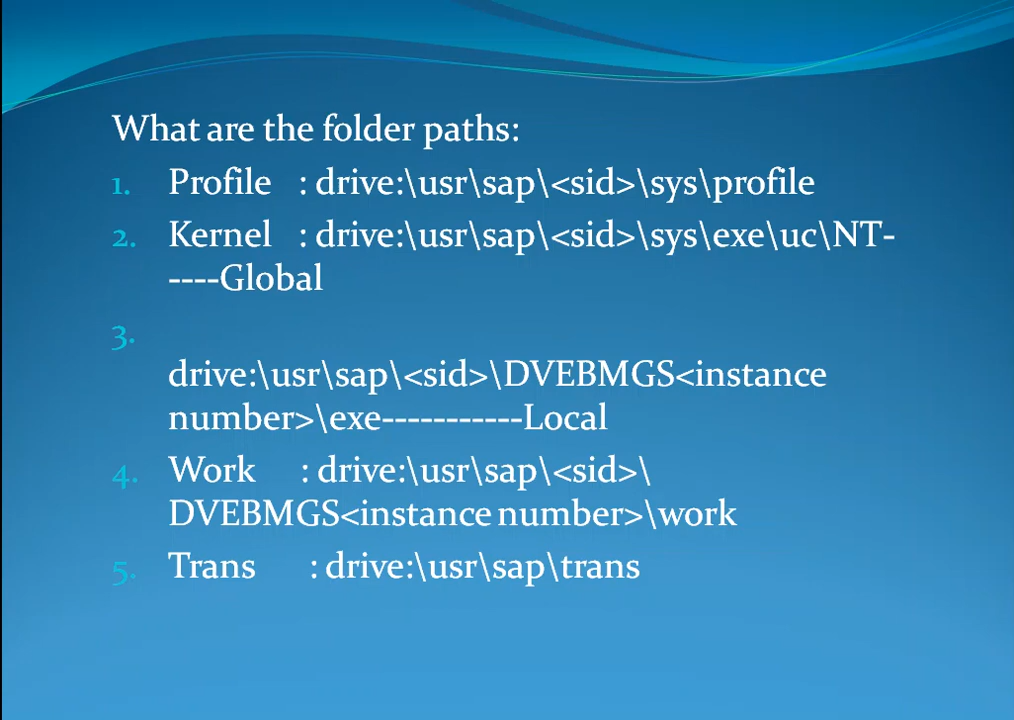 What are the folder paths:
1. Profile : drive:\usr\sap\<sid>\sys\profile
2. Kernel : drive:\usr\sap\<sid>\sys\exe\uc\NT-
----Global
3.
drive:\usr\sap\<sid>\DVEBMGS<instance
number>\exe-----------Local
4. Work : drive:\usr\sap\<sid>\
DVEBMGS<instance number>\work
5. Trans : drive:\usr\sap\trans